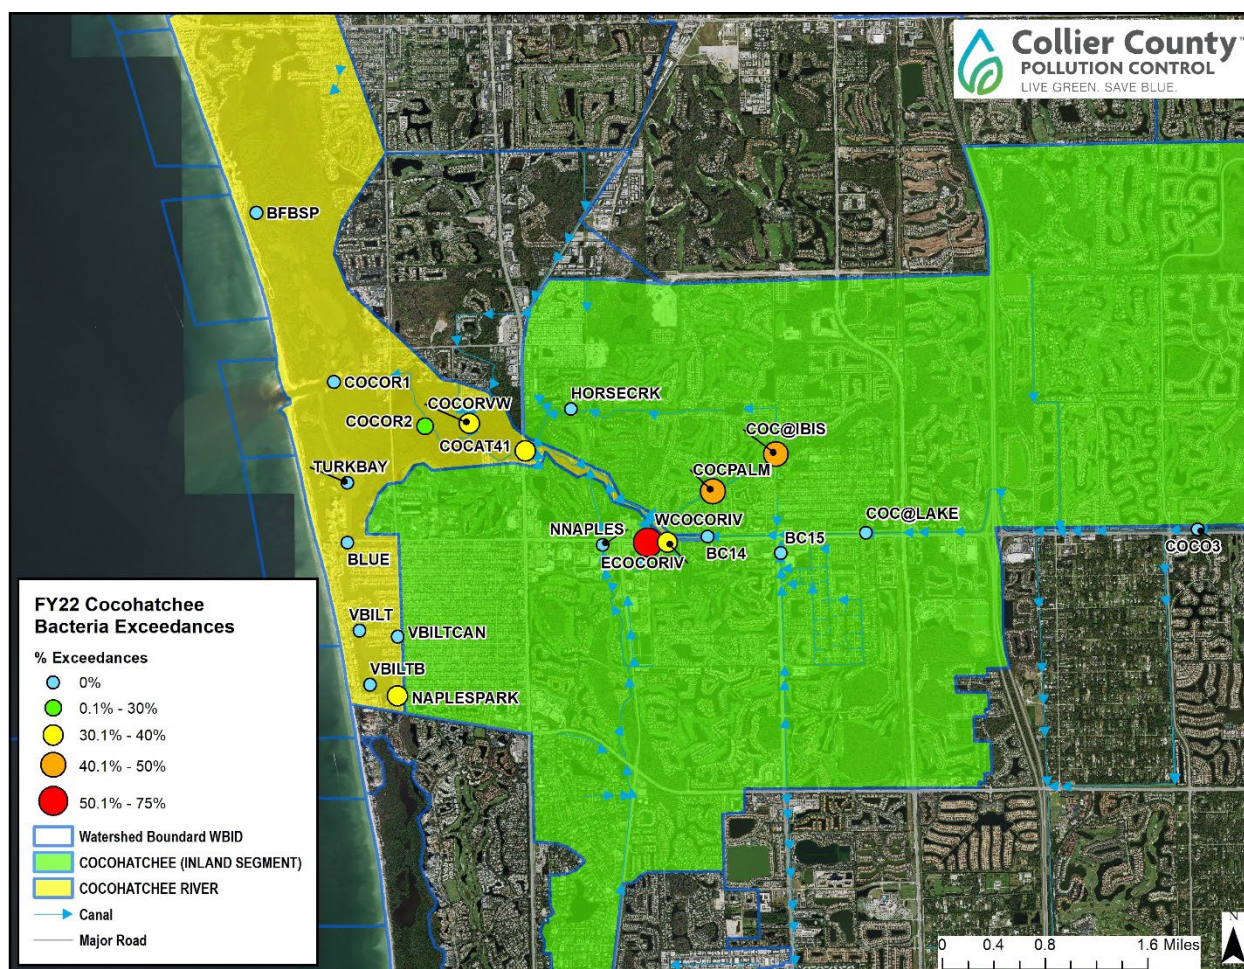 Collier County
POLLUTION CONTROL
LIVE GREEN. SAVE BLUE.
BFBSP
COCOR1
HORSECRK
COCORVW
COCOR2
COC@IBIS
COCAT41
TURKBAY
COCPALM
WCOCORIV
COC@LAKE
NNAPLES
BC14
BC15
COCO3
BLUE
ECOCORIV
VBILT
VBILTCAN
VBILTB
NAPLESPARK
FY22 Cocohatchee
Bacteria Exceedances
% Exceedances
0%
0.1% - 30%
30.1% - 40%
40.1% - 50%
50.1% - 75%
Watershed Boundard WBID
COCOHATCHEE (INLAND SEGMENT)
COCOHATCHEE RIVER
Canal
Major Road
N
0 0.4 0.8 1.6 Miles